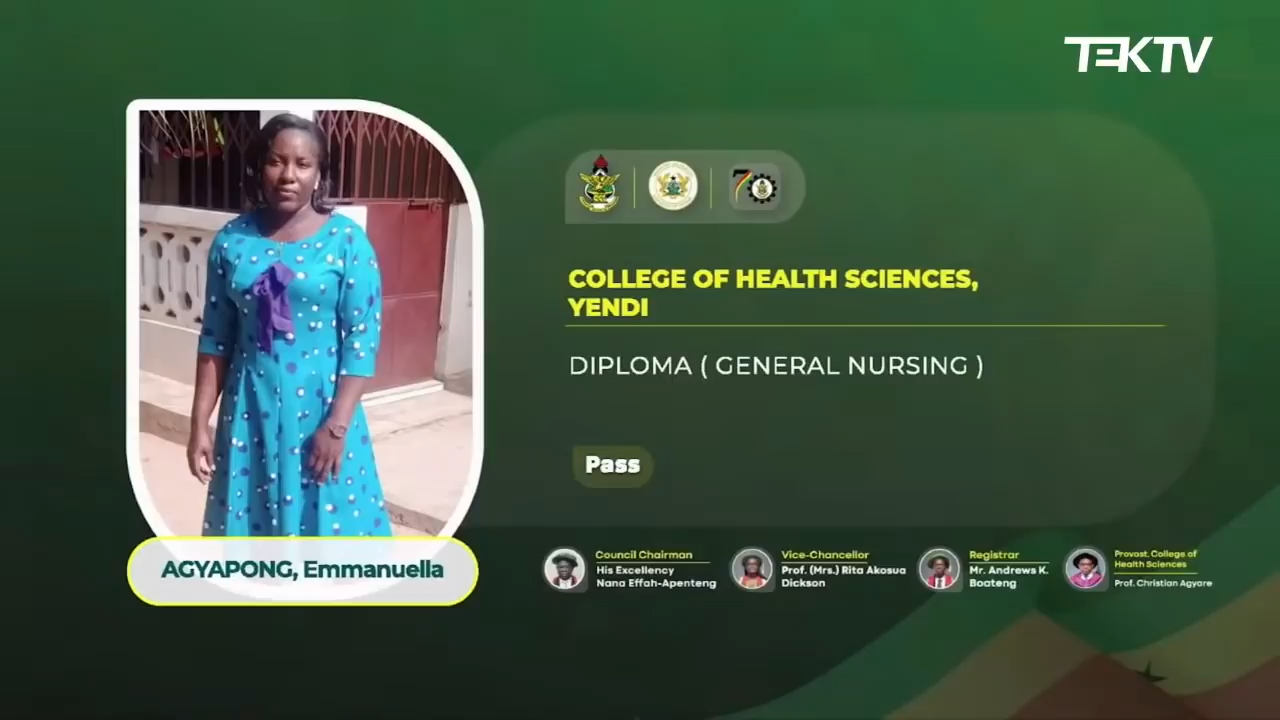 TEKTV
COLLEGE OF HEALTH SCIENCES,
YENDI
DIPLOMA ( GENERAL NURSING )
Pass
AGYAPONG, Emmanuella
Council Chairman
His Excellency
Nana Effah-Apenteng
Vice-Chancellor
Prof. (Mrs.) Rita Akosua
Dickson
Registrar
Mr. Andrews K.
Boateng
Provost, College of
Health Sciences
Prof. Christian Agyare